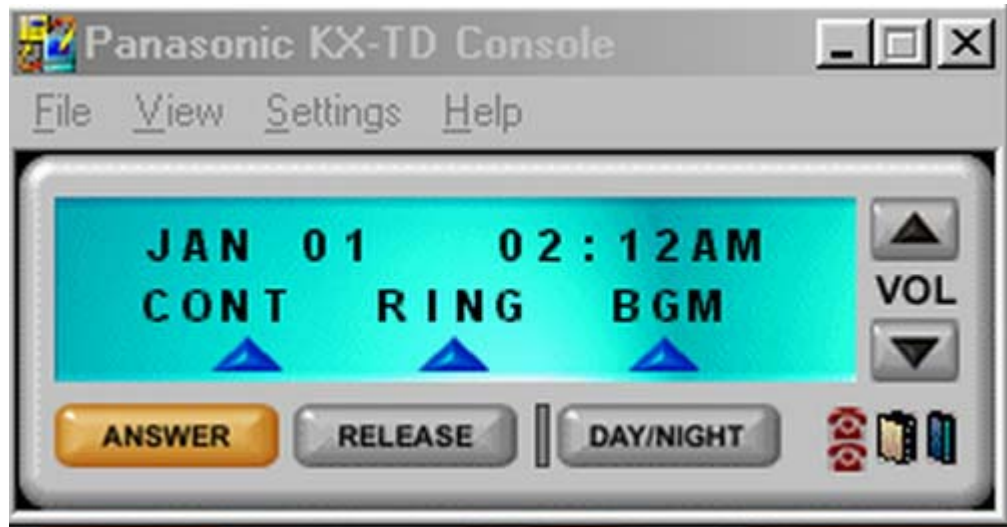 Panasonic KX-TD Console
File View Settings Help
JAN 01 02:12AM
CONT RING BGM
VOL
ANSWER RELEASE DAY/NIGHT